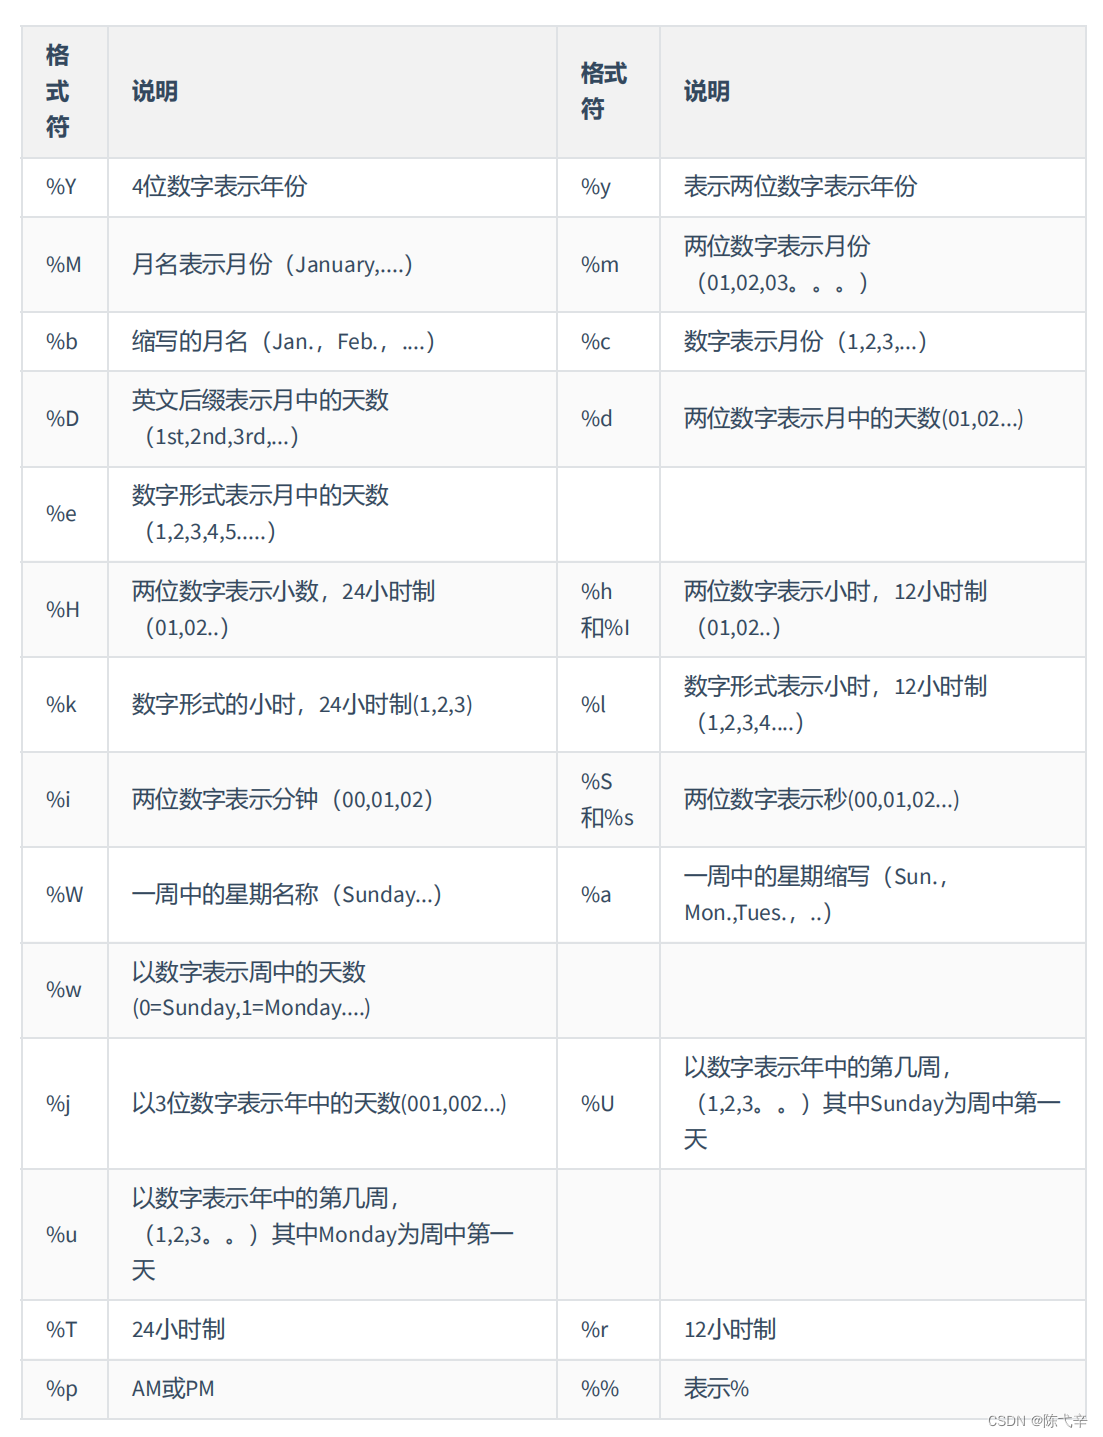 格
式
符
说明
格式
符
说明
%Y
4位数字表示年份
%y
表示两位数字表示年份
%M
月名表示月份（January,....）
%m
两位数字表示月份
（01,02,03。。。）
%b
缩写的月名（Jan.，Feb.，....）
%c
数字表示月份（1,2,3,...）
%D
英文后缀表示月中的天数
（1st,2nd,3rd,...）
%d
两位数字表示月中的天数(01,02...)
%e
数字形式表示月中的天数
（1,2,3,4,5.....）
%H
两位数字表示小数，24小时制
（01,02..）
%h
和%I
两位数字表示小时，12小时制
（01,02..）
%k
数字形式的小时，24小时制(1,2,3)
%l
数字形式表示小时，12小时制
（1,2,3,4....）
%i
两位数字表示分钟（00,01,02）
%S
和%s
两位数字表示秒(00,01,02...)
%W
一周中的星期名称（Sunday...）
%a
一周中的星期缩写（Sun.，
Mon.,Tues.，..）
%w
以数字表示周中的天数
(0=Sunday,1=Monday....)
%j
以3位数字表示年中的天数(001,002...)
%U
以数字表示年中的第几周，
（1,2,3。。）其中Sunday为周中第一
天
%u
以数字表示年中的第几周，
（1,2,3。。）其中Monday为周中第一
天
%T
24小时制
%r
12小时制
%p
AM或PM
%%
表示%
CSDN @陈弋辛